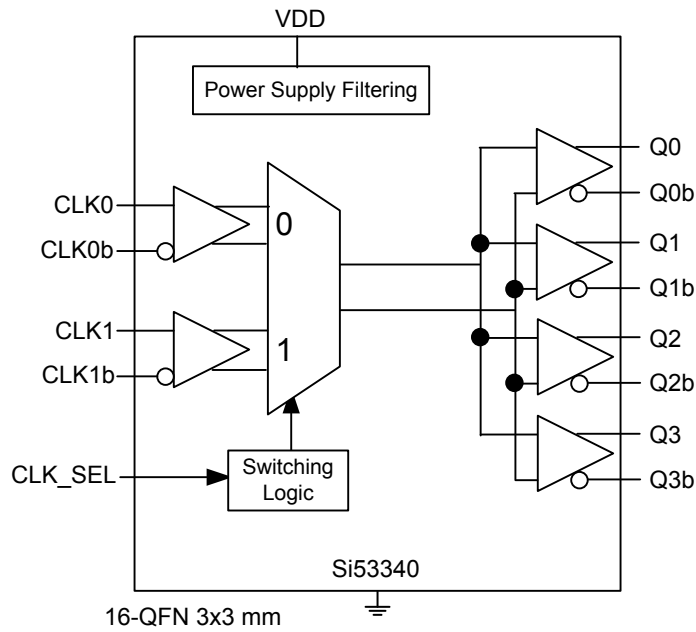 VDD
Power Supply Filtering
CLK0
CLK0b
CLK1
CLK1b
CLK_SEL
0
1
Switching
Logic
Q0
Q0b
Q1
Q1b
Q2
Q2b
Q3
Q3b
Si53340
16-QFN 3x3 mm